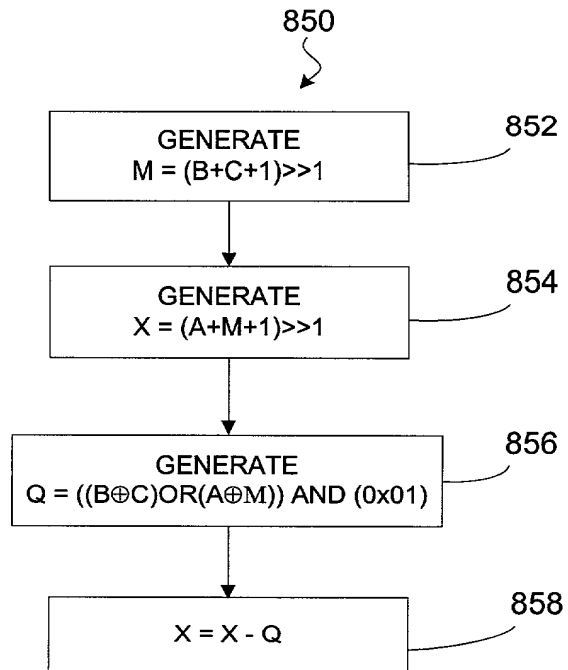 850
GENERATE
M = (B+C+1)>>1
852
GENERATE
X = (A+M+1)>>1
854
GENERATE
Q = ((B⊕C)OR(A⊕M)) AND (0x01)
856
X = X - Q
858